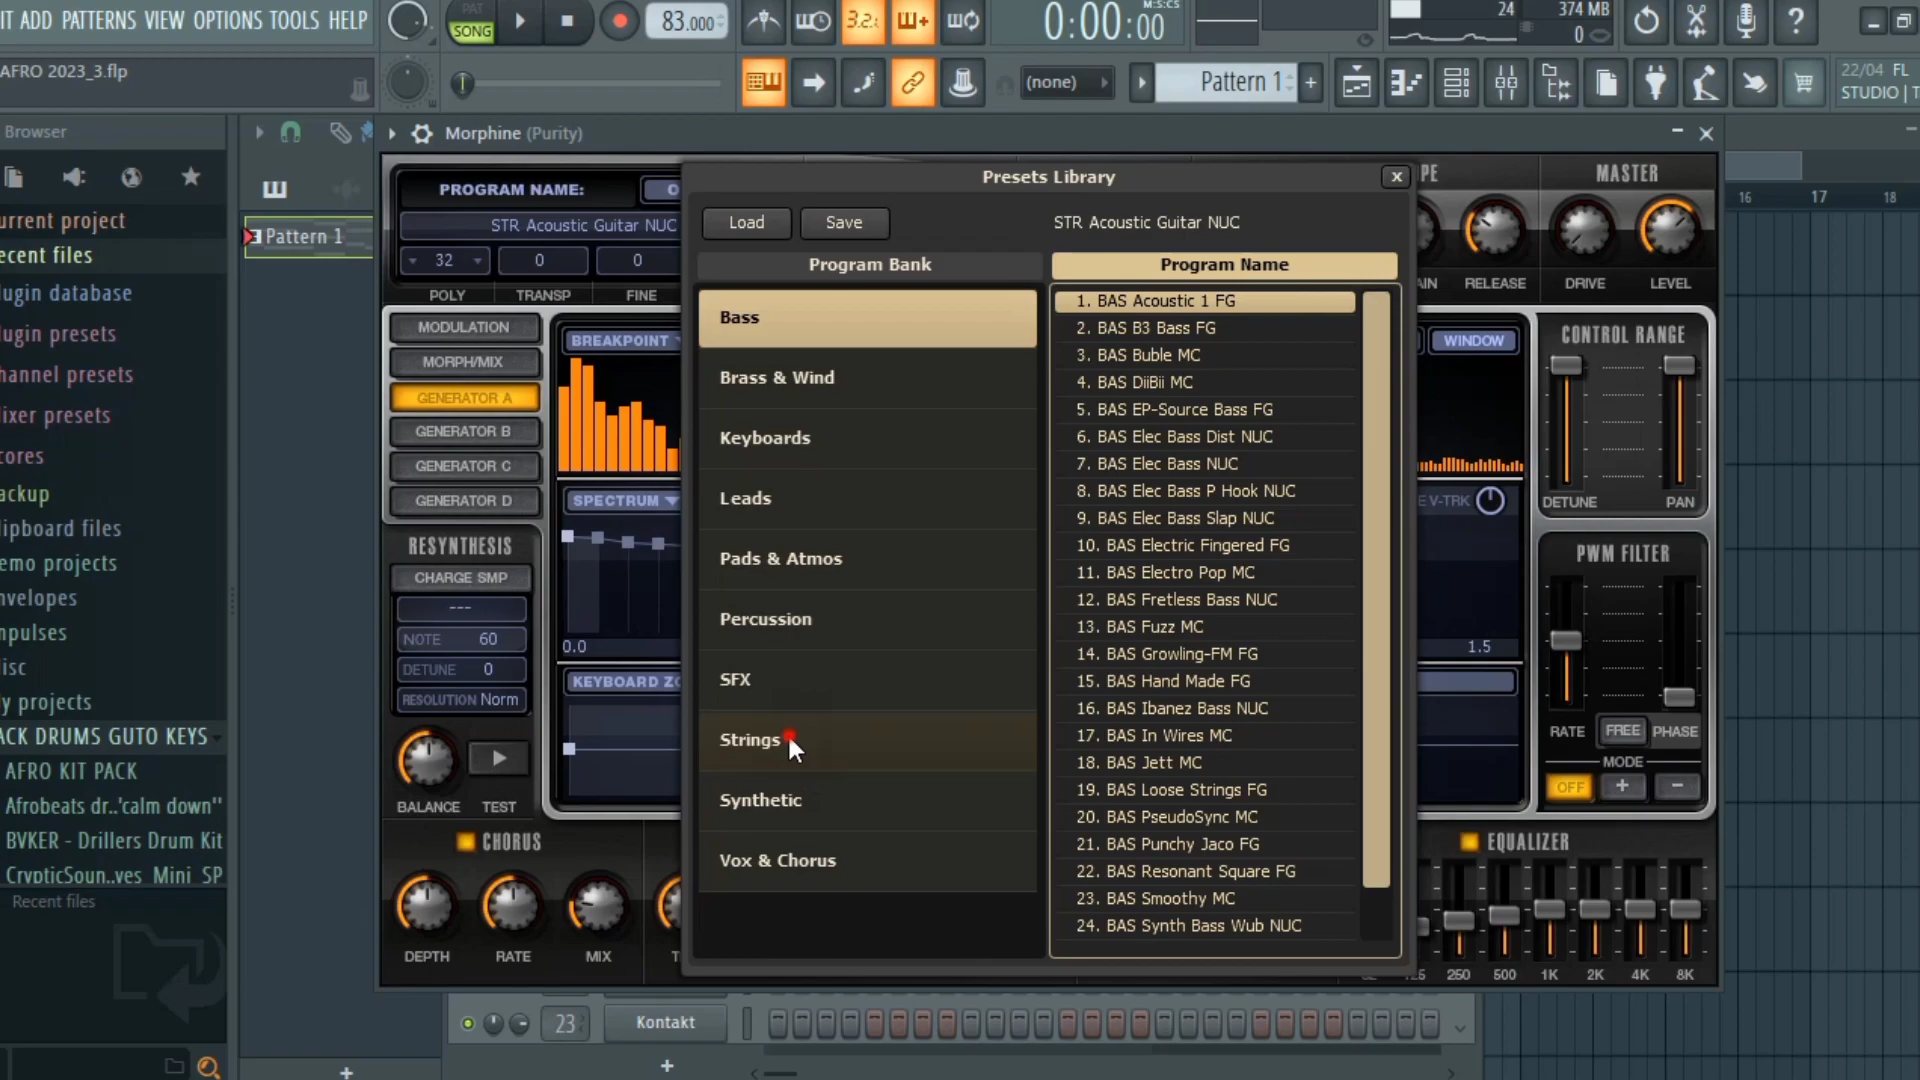 IT ADD PATTERNS VIEW OPTIONS TOOLS HELP
PAT
SONG
83.000
3.2
0:00:00
M:S:CS
24
374 MB
0
AFRO 2023_3.flp
(none)
Pattern 1
22/04 FL
STUDIO | T
Browser
Morphine (Purity)
urrent project
ecent files
lugin database
lugin presets
hannel presets
ixer presets
cores
ackup
lipboard files
emo projects
nvelopes
mpulses
isc
y projects
ACK DRUMS GUTO KEYS
AFRO KIT PACK
Afrobeats dr..'calm down''
BVKER - Drillers Drum Kit
CrypticSoun..ves Mini SP
Recent files
Pattern 1
16 17 18
PROGRAM NAME:
STR Acoustic Guitar NUC
32 0 0
POLY TRANSP FINE
MODULATION
MORPH/MIX
GENERATOR A
GENERATOR B
GENERATOR C
GENERATOR D
RESYNTHESIS
CHARGE SMP
---
NOTE 60
DETUNE 0
RESOLUTION Norm
BALANCE TEST
BREAKPOINT
SPECTRUM
0.0
KEYBOARD ZO
CHORUS
DEPTH RATE MIX
Presets Library
x
Load Save STR Acoustic Guitar NUC
Program Bank
Bass
Brass & Wind
Keyboards
Leads
Pads & Atmos
Percussion
SFX
Strings
Synthetic
Vox & Chorus
Program Name
1. BAS Acoustic 1 FG
2. BAS B3 Bass FG
3. BAS Buble MC
4. BAS DiiBii MC
5. BAS EP-Source Bass FG
6. BAS Elec Bass Dist NUC
7. BAS Elec Bass NUC
8. BAS Elec Bass P Hook NUC
9. BAS Elec Bass Slap NUC
10. BAS Electric Fingered FG
11. BAS Electro Pop MC
12. BAS Fretless Bass NUC
13. BAS Fuzz MC
14. BAS Growling-FM FG
15. BAS Hand Made FG
16. BAS Ibanez Bass NUC
17. BAS In Wires MC
18. BAS Jett MC
19. BAS Loose Strings FG
20. BAS PseudoSync MC
21. BAS Punchy Jaco FG
22. BAS Resonant Square FG
23. BAS Smoothy MC
24. BAS Synth Bass Wub NUC
PE
MASTER
AIN RELEASE DRIVE LEVEL
WINDOW
V-TRK
1.5
CONTROL RANGE
DETUNE PAN
PWM FILTER
RATE FREE PHASE
MODE
OFF + −
EQUALIZER
250 500 1K 2K 4K 8K
23 Kontakt